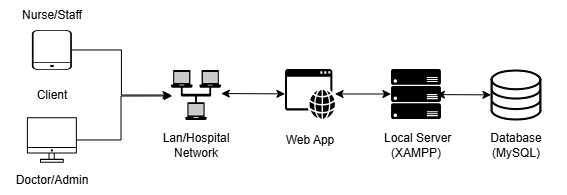 Nurse/Staff
Client
Doctor/Admin
Lan/Hospital
Network
Web App
Local Server
(XAMPP)
Database
(MySQL)